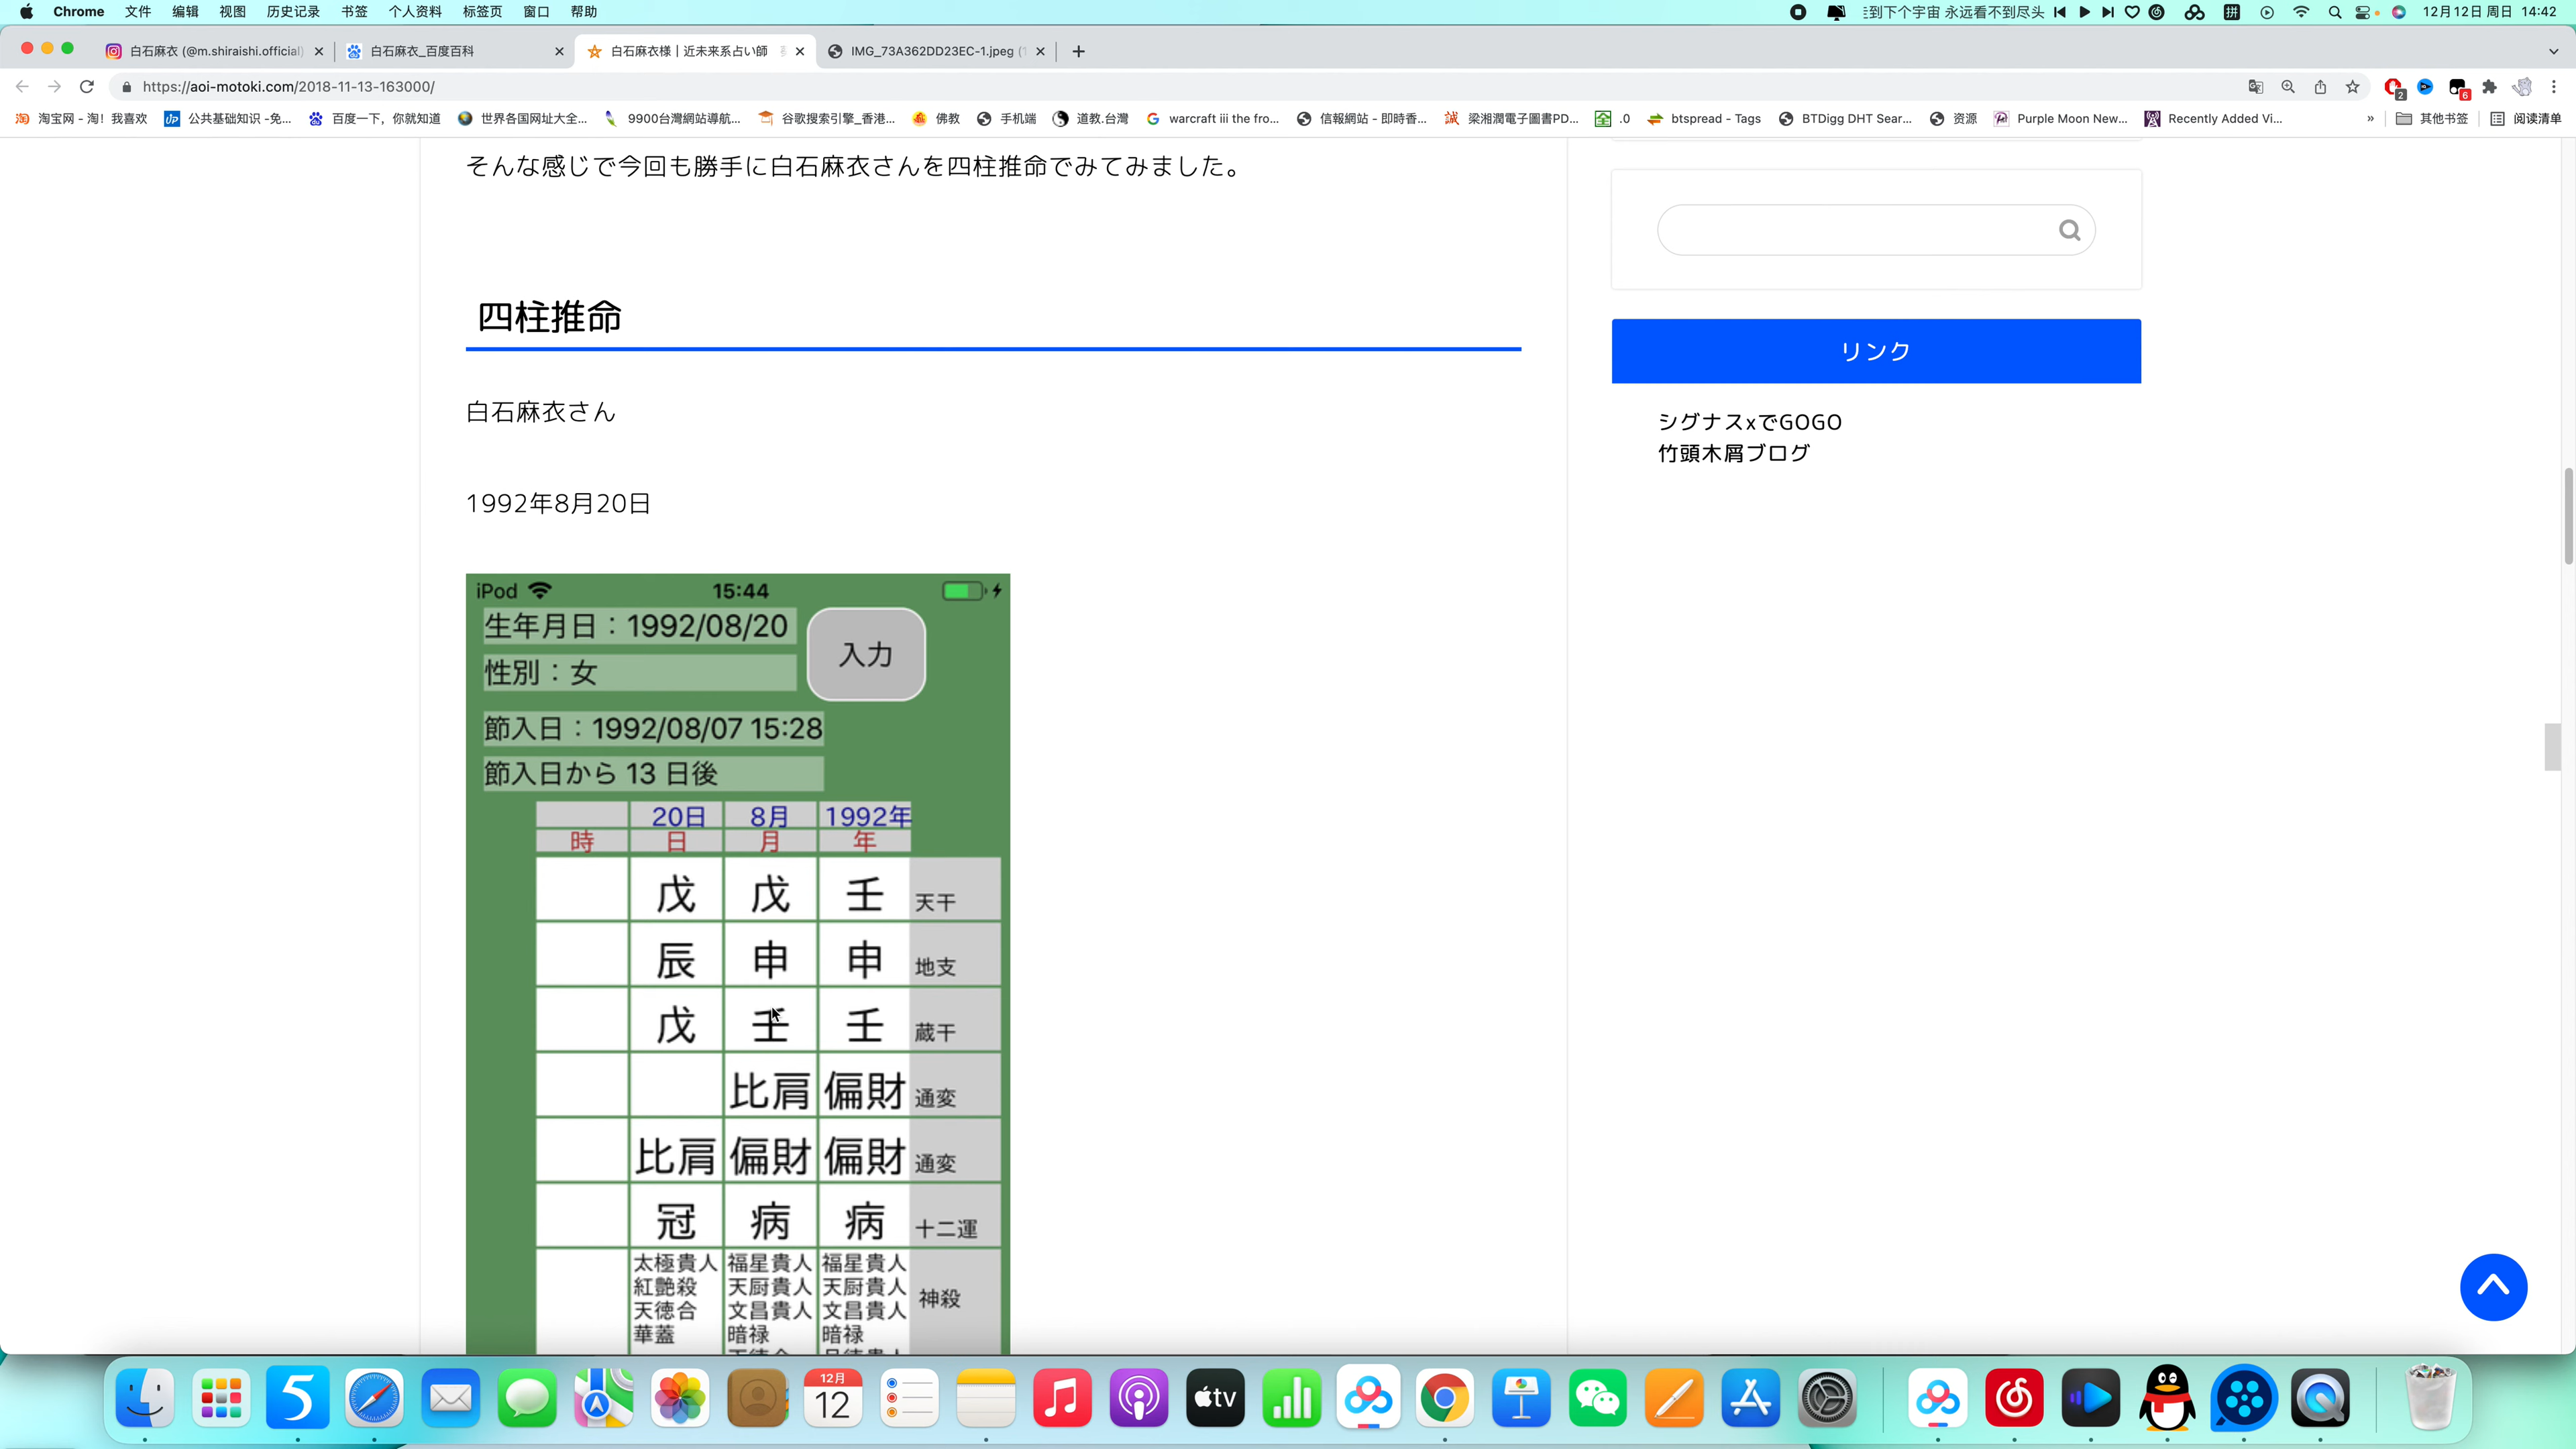 Chrome 文件 编辑 视图 历史记录 书签 个人资料 标签页 窗口 帮助
到下个宇宙 永远看不到尽头 拼 12月12日 周日 14:42
白石麻衣 (@m.shiraishi.official)
白石麻衣_百度百科
白石麻衣様 | 近未来系占い師
IMG_73A362DD23EC-1.jpeg (1
https://aoi-motoki.com/2018-11-13-163000/
2 6
淘宝网 - 淘！我喜欢 公共基础知识 -免... 百度一下，你就知道 世界各国网址大全... 9900台灣網站導航... 谷歌搜索引擎_香港... 佛教 手机端 道教.台灣 warcraft iii the fro... 信報網站 - 即時香... 梁湘潤電子圖書PD... .0 btspread - Tags BTDigg DHT Sear... 资源 Purple Moon New... Recently Added Vi... » 其他书签 阅读清单
そんな感じで今回も勝手に白石麻衣さんを四柱推命でみてみました。
四柱推命
白石麻衣さん
1992年8月20日
iPod 15:44
生年月日：1992/08/20
入力
性別：女
節入日：1992/08/07 15:28
節入日から 13 日後
20日 8月 1992年
時 日 月 年
戊 戊 壬 天干
辰 申 申 地支
戊 壬 壬 蔵干
比肩 偏財 通変
比肩 偏財 偏財 通変
冠 病 病 十二運
太極貴人 福星貴人 福星貴人
紅艶殺 天厨貴人 天厨貴人
神殺
天徳合 文昌貴人 文昌貴人
華蓋 暗禄 暗禄
リンク
シグナスxでGOGO
竹頭木屑ブログ
5
12月
12
tv